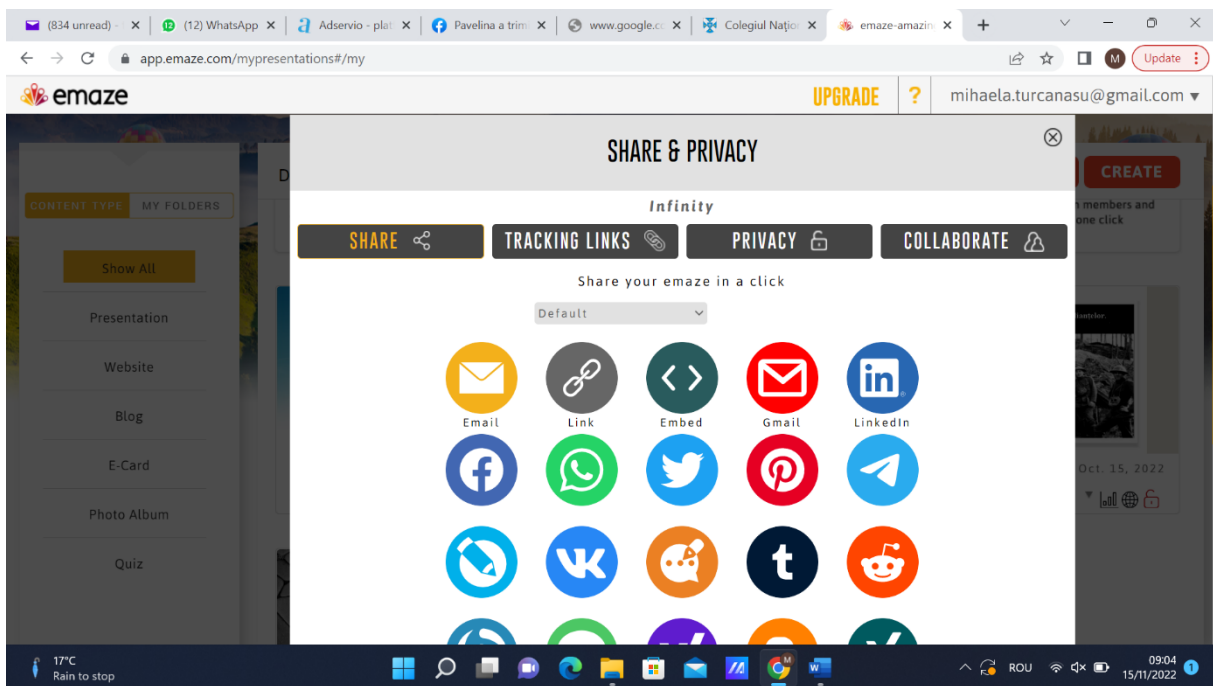 (834 unread) -
(12) WhatsApp
Adservio - plat
Pavelina a trim
www.google.co
Colegiul Națion
emaze-amazin
app.emaze.com/mypresentations#/my
M
Update
emaze
UPGRADE
?
mihaela.turcanasu@gmail.com
SHARE & PRIVACY
D
CREATE
CONTENT TYPE
MY FOLDERS
members and
one click
Infinity
SHARE
TRACKING LINKS
PRIVACY
COLLABORATE
Share your emaze in a click
Show All
Default
Presentation
Website
Blog
E-Card
Photo Album
Quiz
Email
Link
Embed
Gmail
LinkedIn
Oct. 15, 2022
17°C
Rain to stop
ROU
09:04
15/11/2022
1